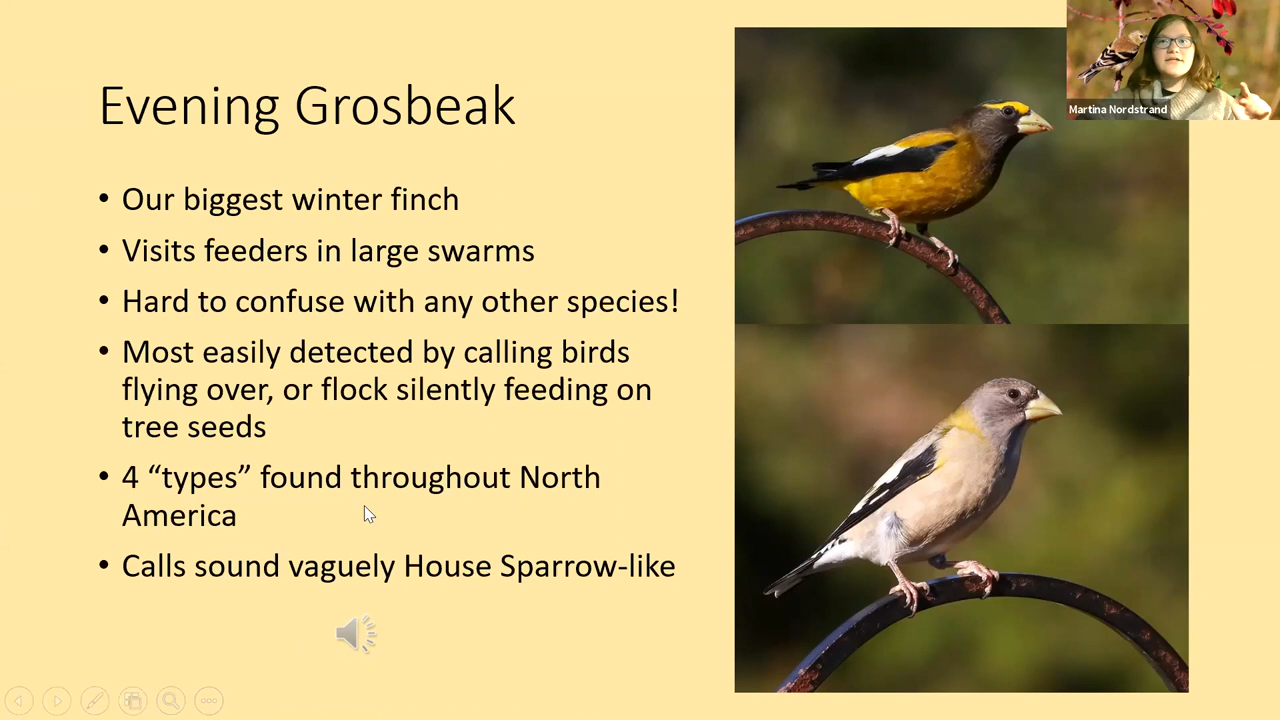 Evening Grosbeak
• Our biggest winter finch
• Visits feeders in large swarms
• Hard to confuse with any other species!
• Most easily detected by calling birds
flying over, or flock silently feeding on
tree seeds
• 4 “types” found throughout North
America
• Calls sound vaguely House Sparrow-like
Martina Nordstrand